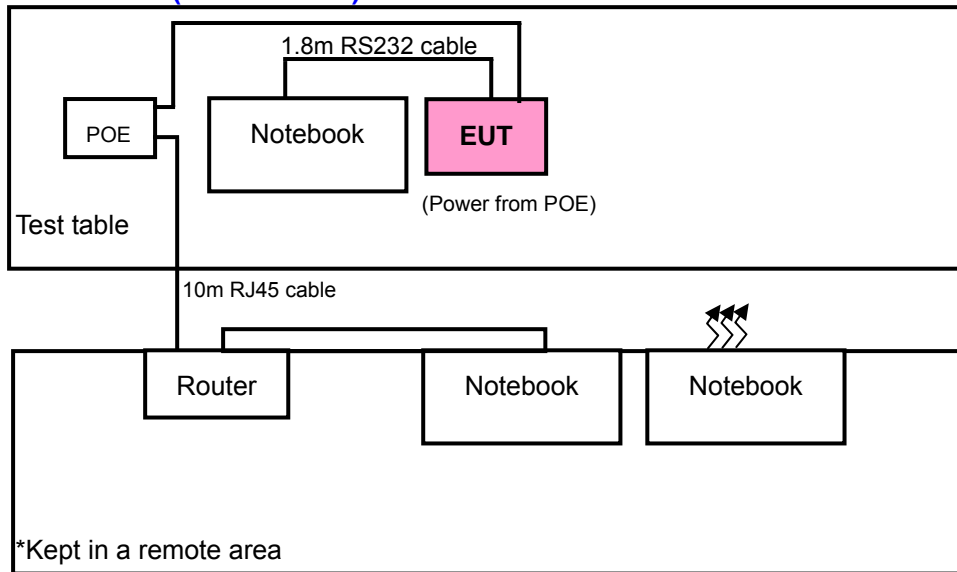 1.8m RS232 cable
POE
Notebook
EUT
(Power from POE)
Test table
10m RJ45 cable
Router
Notebook
Notebook
*Kept in a remote area